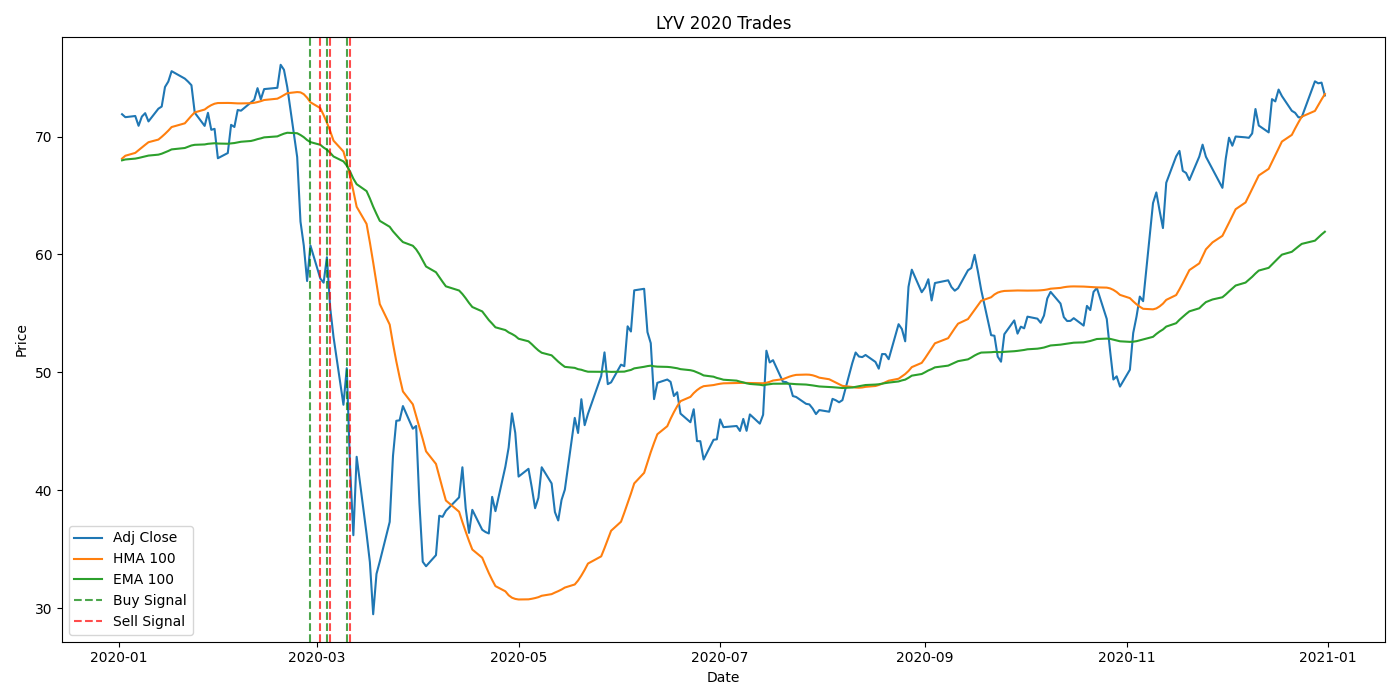 LYV 2020 Trades
Price
70
60
50
40
30
Adj Close
HMA 100
EMA 100
Buy Signal
Sell Signal
2020-01
2020-03
2020-05
2020-07
2020-09
2020-11
2021-01
Date